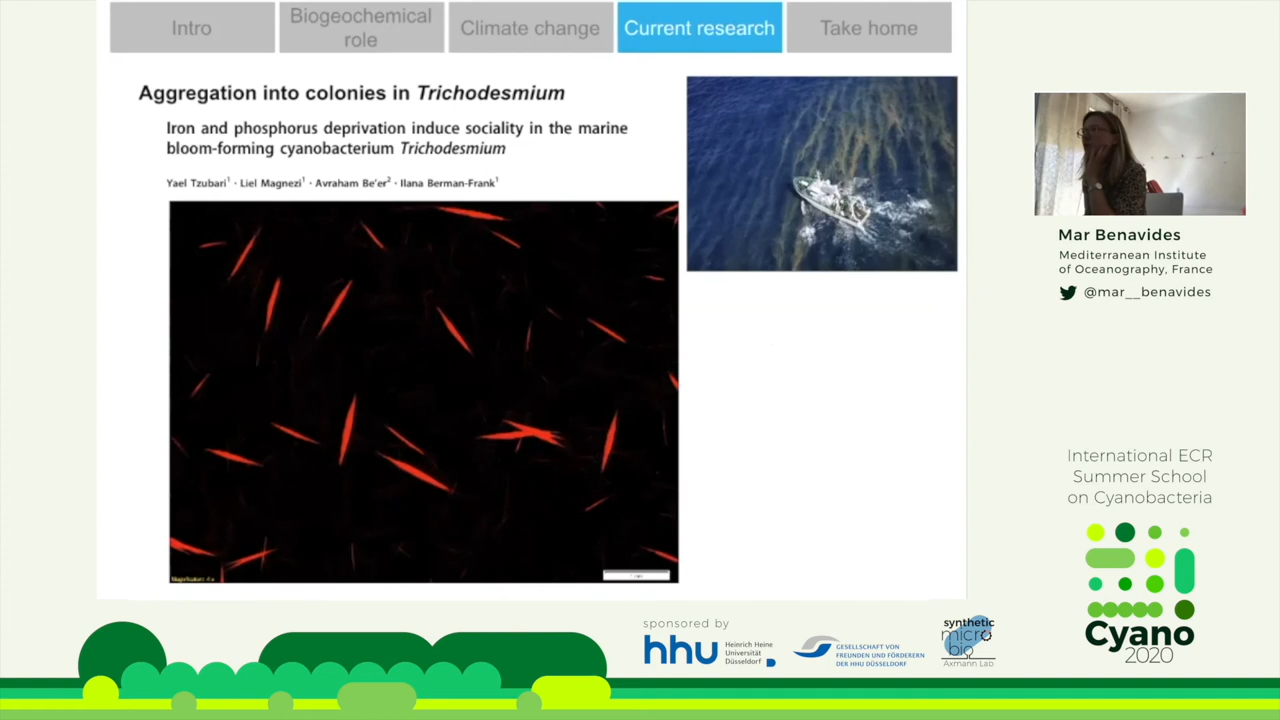 Intro
Biogeochemical
role
Climate change
Current research
Take home
Aggregation into colonies in Trichodesmium
Iron and phosphorus deprivation induce sociality in the marine
bloom-forming cyanobacterium Trichodesmium
Yael Tzubari1 · Liel Magnezi1 · Avraham Be'er2 · Ilana Berman-Frank1
Mar Benavides
Mediterranean Institute
of Oceanography, France
@mar__benavides
International ECR
Summer School
on Cyanobacteria
Cyano
2020
sponsored by
hhu Heinrich Heine
Universität
Düsseldorf
GESELLSCHAFT VON
FREUNDEN UND FÖRDERERN
DER HHU DÜSSELDORF
synthetic
micro
bio
Axmann Lab